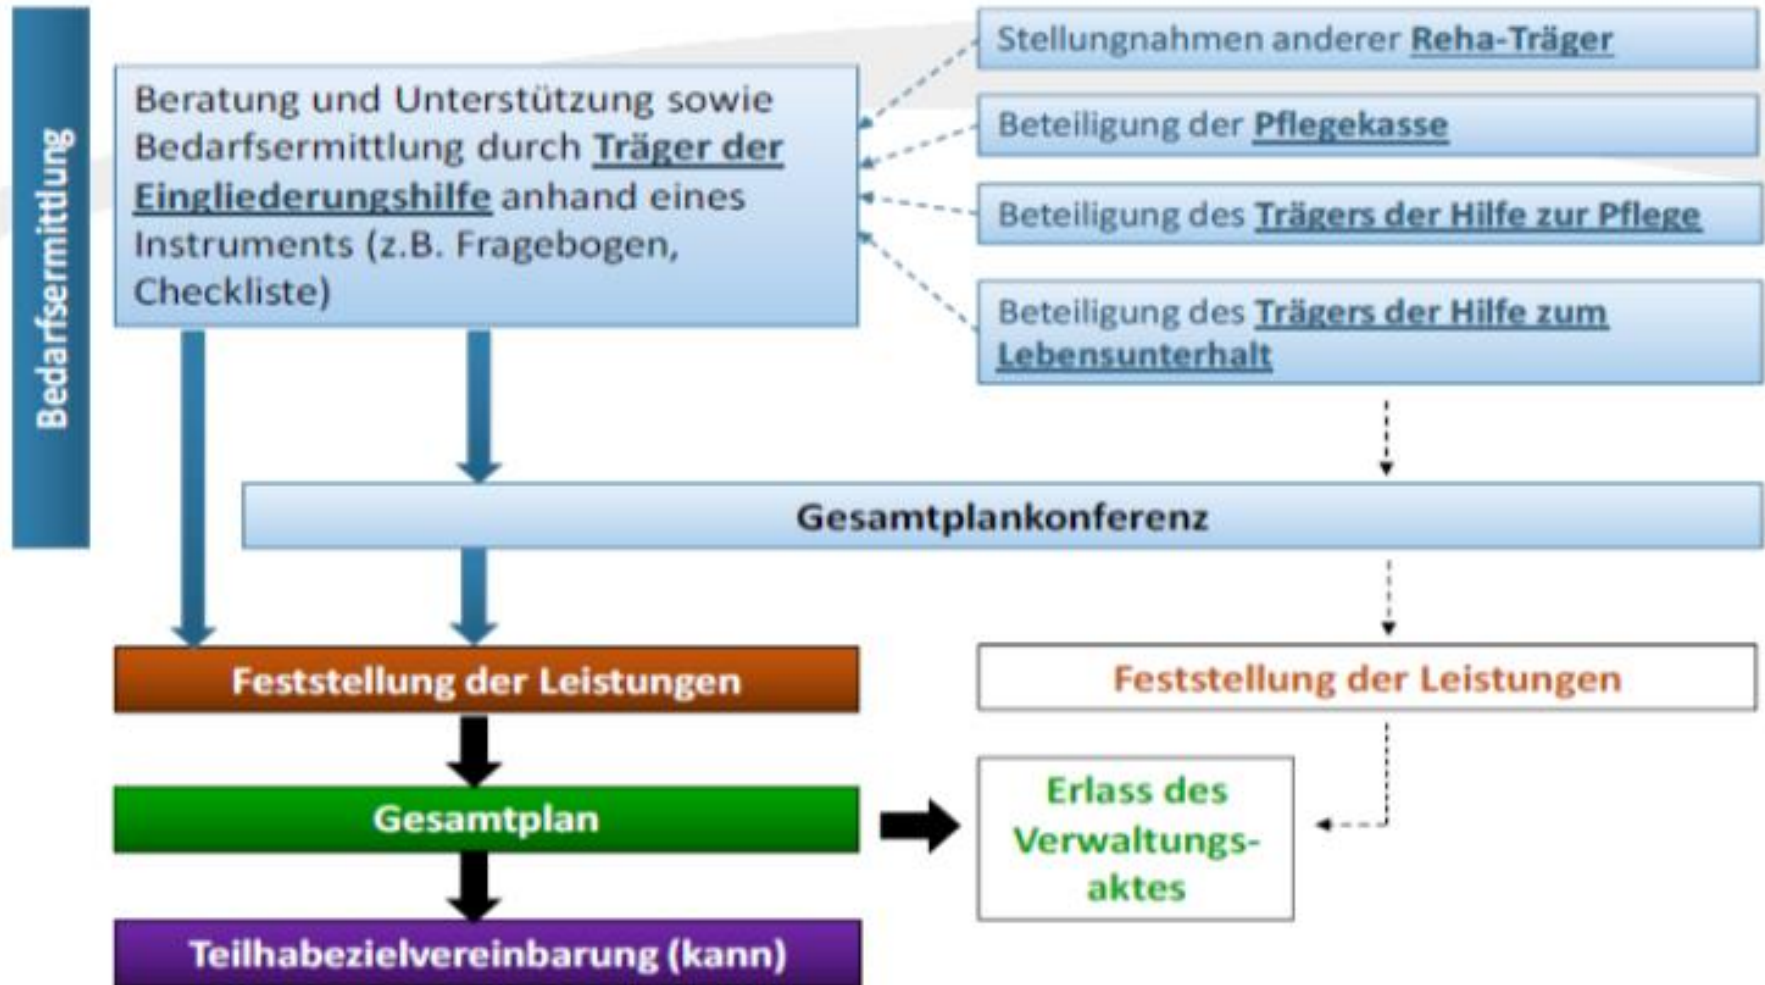 Bedarfsermittlung
Beratung und Unterstützung sowie
Bedarfsermittlung durch Träger der
Eingliederungshilfe anhand eines
Instruments (z.B. Fragebogen,
Checkliste)
Stellungnahmen anderer Reha-Träger
Beteiligung der Pflegekasse
Beteiligung des Trägers der Hilfe zur Pflege
Beteiligung des Trägers der Hilfe zum
Lebensunterhalt
Gesamtplankonferenz
Feststellung der Leistungen
Feststellung der Leistungen
Gesamtplan
Erlass des
Verwaltungs-
aktes
Teilhabezielvereinbarung (kann)